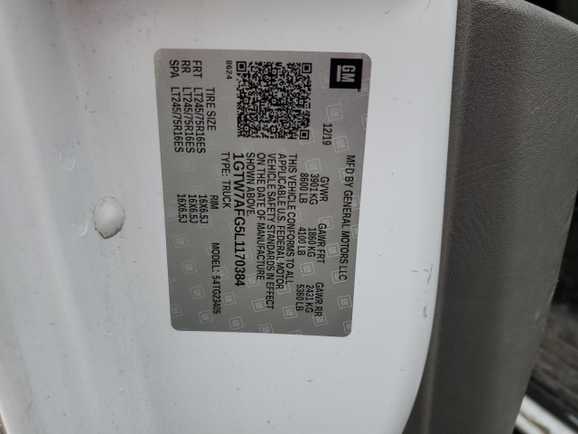 GM
MFD BY GENERAL MOTORS LLC
12/19
GVWR GAWR FRT GAWR RR
3901 KG 1860 KG 2431 KG
8600 LB 4100 LB 5360 LB
THIS VEHICLE CONFORMS TO ALL
APPLICABLE U.S. FEDERAL MOTOR
VEHICLE SAFETY STANDARDS IN EFFECT
ON THE DATE OF MANUFACTURE
SHOWN ABOVE.
1GTW7AFG5L1170384
TYPE: TRUCK MODEL: 54TG23405
8624
TIRE SIZE RIM
FRT LT245/75R16ES 16X6.5J
RR LT245/75R16ES 16X6.5J
SPA LT245/75R16ES 16X6.5J